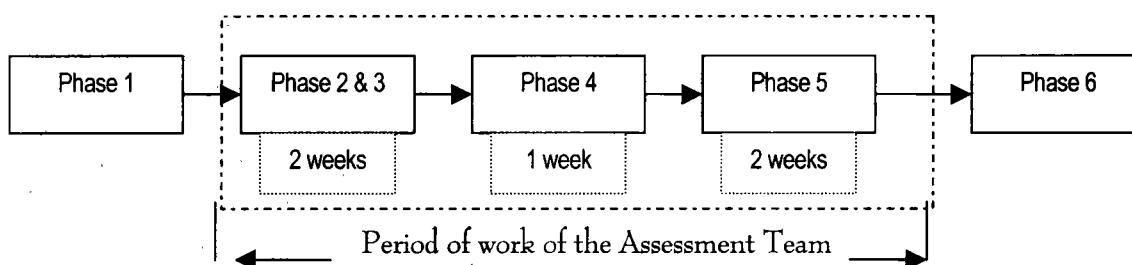 Phase 1
Phase 2 & 3
Phase 4
Phase 5
Phase 6
2 weeks
1 week
2 weeks
Period of work of the Assessment Team